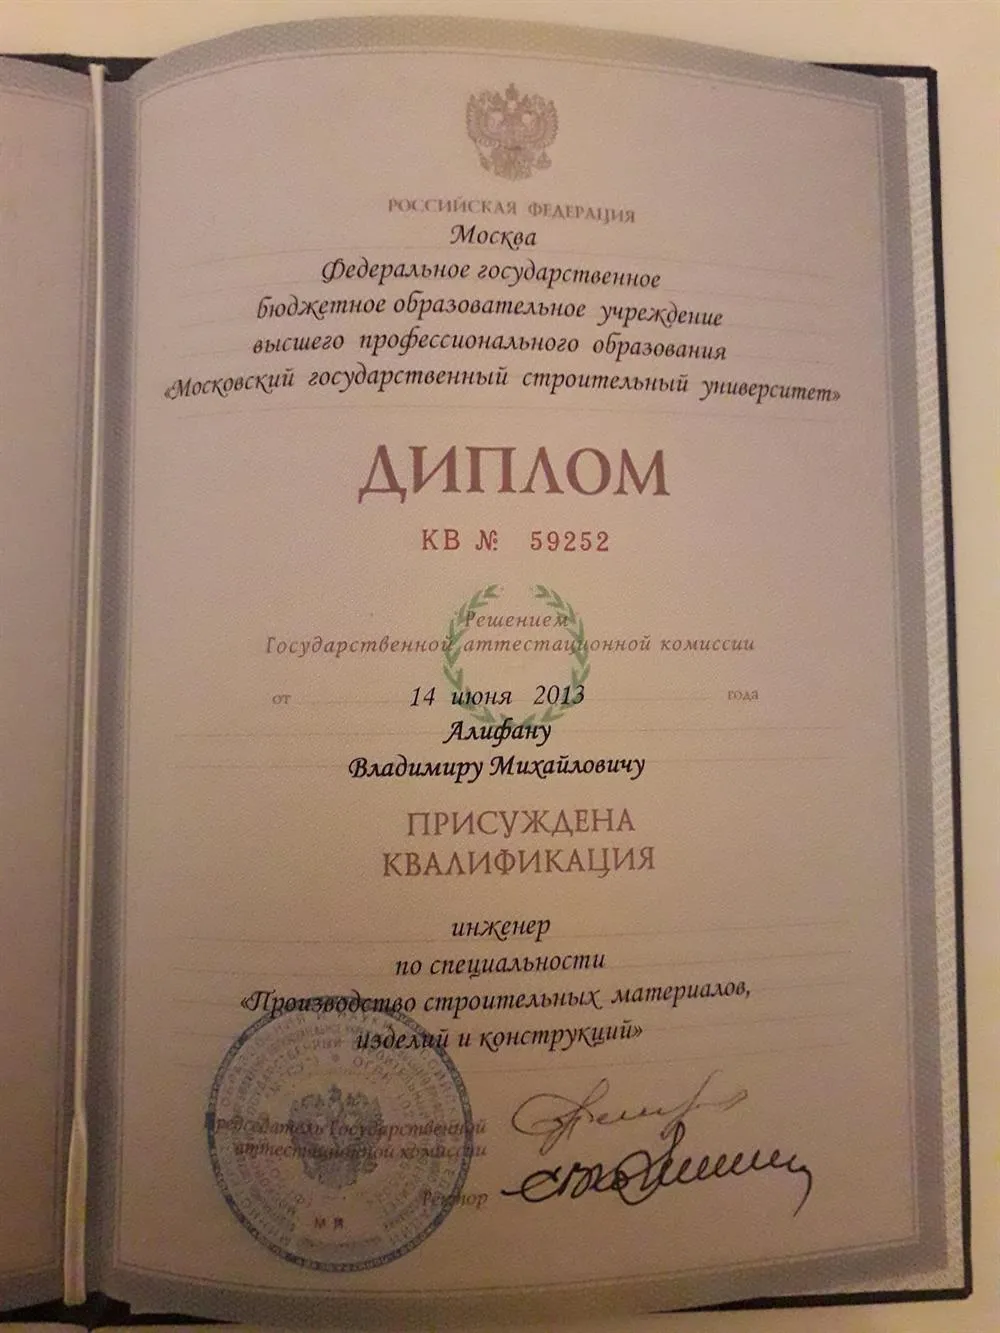 РОССИЙСКАЯ ФЕДЕРАЦИЯ
Москва
Федеральное государственное
бюджетное образовательное учреждение
высшего профессионального образования
«Московский государственный строительный университет»
ДИПЛОМ
КВ № 59252
Решением
Государственной аттестационной комиссии
от 14 июня 2013 года
Алифану
Владимиру Михайловичу
ПРИСУЖДЕНА
КВАЛИФИКАЦИЯ
инженер
по специальности
«Производство строительных материалов,
изделий и конструкций»
Председатель Государственной
аттестационной комиссии
Ректор